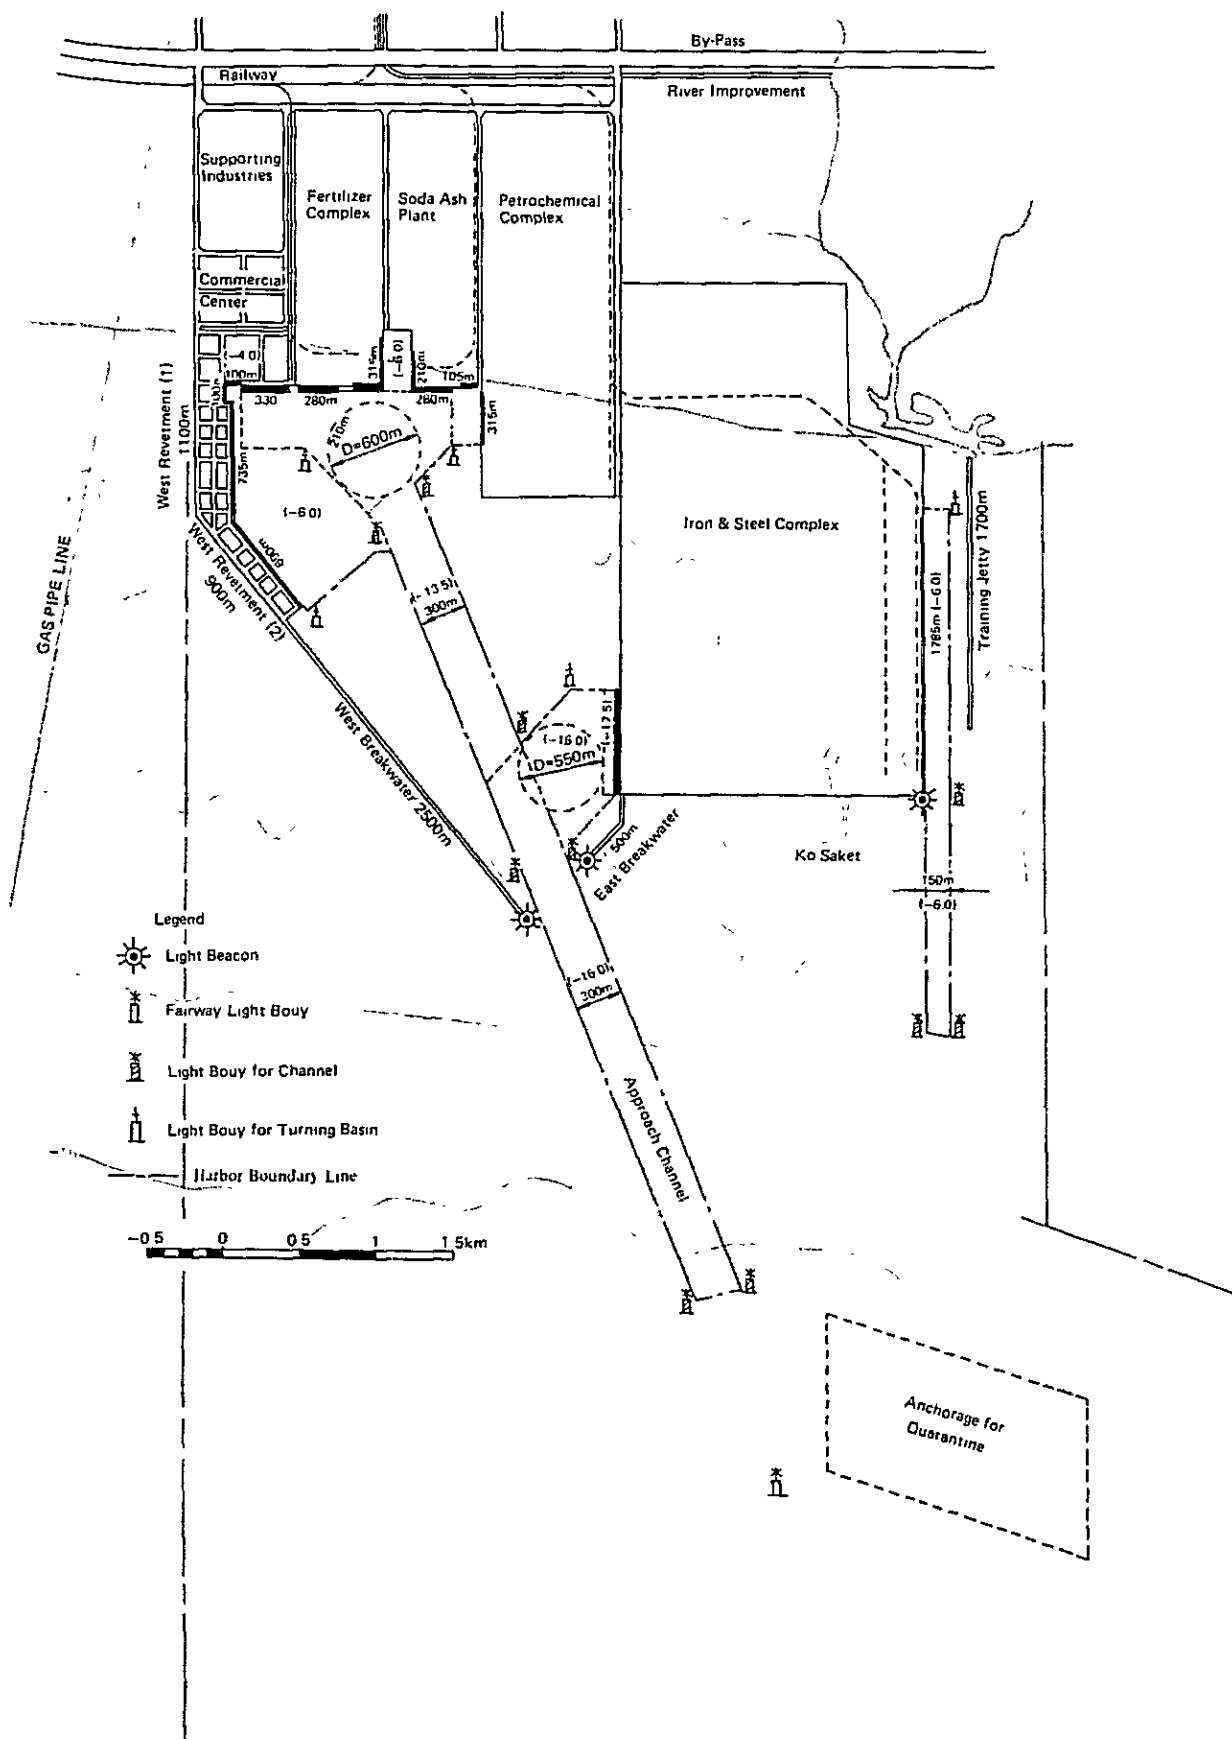 By-Pass
Railway
River Improvement
Supporting
Industries
Fertilizer
Complex
Soda Ash
Plant
Petrochemical
Complex
Commercial
Center
(-4 0)
100m
100m
330
280m
315m
(-6 0)
210m
105m
280m
315m
210m
D=600m
West Revetment (1)
1100m
735m
(-6 0)
600m
West Revetment (2)
900m
GAS PIPE LINE
(-13 5)
300m
Iron & Steel Complex
1785m (-6 0)
Training Jetty 1700m
(-16 0)
D=550m
(-17 5)
West Breakwater 2500m
500m
East Breakwater
Ko Saket
150m
(-6.0)
Legend
Light Beacon
Fairway Light Bouy
Light Bouy for Channel
Light Bouy for Turning Basin
Harbor Boundary Line
(-16 0)
300m
Approach Channel
-0 5 0 0 5 1 1 5km
Anchorage for
Quarantine